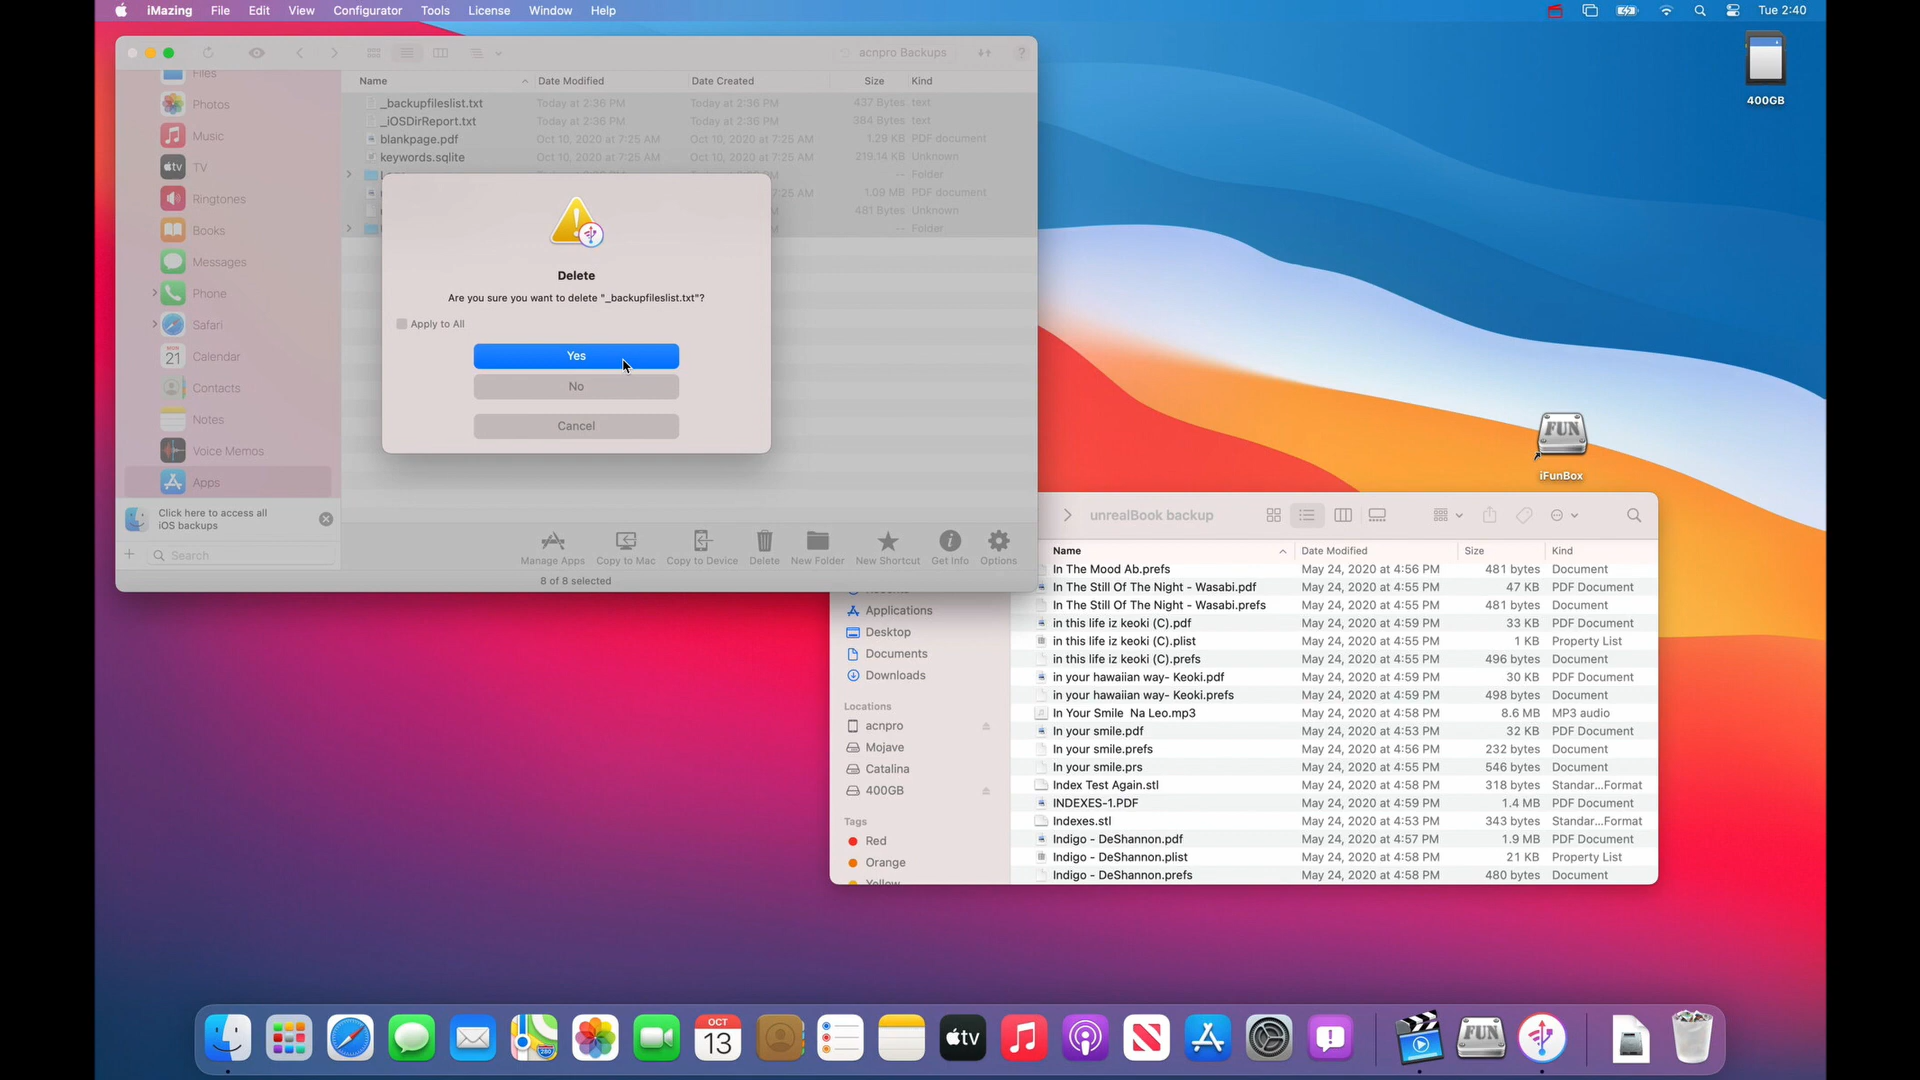 iMazing File Edit View Configurator Tools License Window Help
Tue 2:40
acnpro Backups
?
Name Date Modified Date Created Size Kind
_backupfileslist.txt Today at 2:36 PM Today at 2:36 PM 437 Bytes text
_iOSDirReport.txt Today at 2:36 PM Today at 2:36 PM 384 Bytes text
blankpage.pdf Oct 10, 2020 at 7:25 AM Oct 10, 2020 at 7:25 AM 1.29 KB PDF document
keywords.sqlite Oct 10, 2020 at 7:25 AM Oct 10, 2020 at 7:25 AM 219.14 KB Unknown
-- Folder
7:25 AM 1.09 MB PDF document
481 Bytes Unknown
-- Folder
Files
Photos
Music
TV
Ringtones
Books
Messages
Phone
Safari
Calendar
Contacts
Notes
Voice Memos
Apps
Click here to access all
iOS backups
Search
Delete
Are you sure you want to delete "_backupfileslist.txt"?
Apply to All
Yes
No
Cancel
Manage Apps Copy to Mac Copy to Device Delete New Folder New Shortcut Get Info Options
8 of 8 selected
400GB
FUN
iFunBox
unrealBook backup
Name Date Modified Size Kind
In The Mood Ab.prefs May 24, 2020 at 4:56 PM 481 bytes Document
In The Still Of The Night - Wasabi.pdf May 24, 2020 at 4:55 PM 47 KB PDF Document
In The Still Of The Night - Wasabi.prefs May 24, 2020 at 4:55 PM 481 bytes Document
in this life iz keoki (C).pdf May 24, 2020 at 4:59 PM 33 KB PDF Document
in this life iz keoki (C).plist May 24, 2020 at 4:55 PM 1 KB Property List
in this life iz keoki (C).prefs May 24, 2020 at 4:55 PM 496 bytes Document
in your hawaiian way- Keoki.pdf May 24, 2020 at 4:59 PM 30 KB PDF Document
in your hawaiian way- Keoki.prefs May 24, 2020 at 4:59 PM 498 bytes Document
In Your Smile Na Leo.mp3 May 24, 2020 at 4:58 PM 8.6 MB MP3 audio
In your smile.pdf May 24, 2020 at 4:53 PM 32 KB PDF Document
In your smile.prefs May 24, 2020 at 4:56 PM 232 bytes Document
In your smile.prs May 24, 2020 at 4:55 PM 546 bytes Document
Index Test Again.stl May 24, 2020 at 4:58 PM 318 bytes Standar...Format
INDEXES-1.PDF May 24, 2020 at 4:59 PM 1.4 MB PDF Document
Indexes.stl May 24, 2020 at 4:53 PM 343 bytes Standar...Format
Indigo - DeShannon.pdf May 24, 2020 at 4:57 PM 1.9 MB PDF Document
Indigo - DeShannon.plist May 24, 2020 at 4:58 PM 21 KB Property List
Indigo - DeShannon.prefs May 24, 2020 at 4:58 PM 480 bytes Document
Recents
Applications
Desktop
Documents
Downloads
Locations
acnpro
Mojave
Catalina
400GB
Tags
Red
Orange
Yellow
OCT
13
tv
FUN